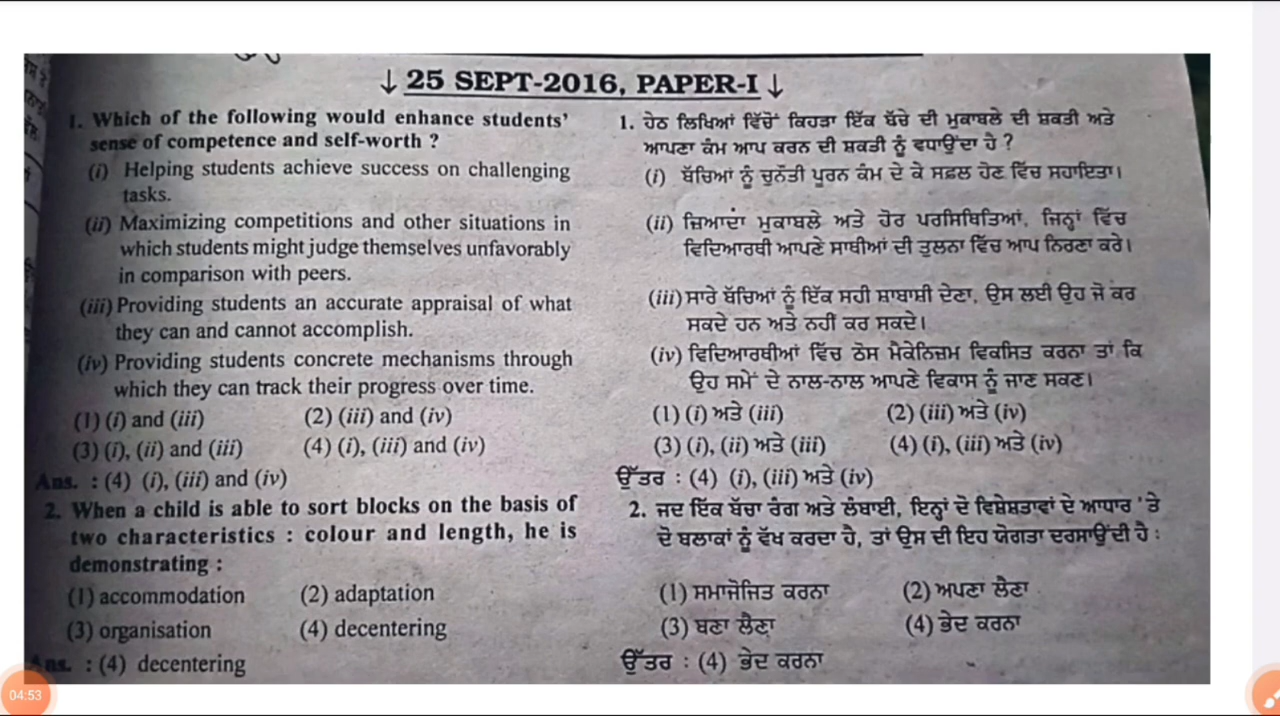 ↓ 25 SEPT-2016, PAPER-I ↓
1. Which of the following would enhance students'
sense of competence and self-worth ?
(i) Helping students achieve success on challenging
tasks.
(ii) Maximizing competitions and other situations in
which students might judge themselves unfavorably
in comparison with peers.
(iii) Providing students an accurate appraisal of what
they can and cannot accomplish.
(iv) Providing students concrete mechanisms through
which they can track their progress over time.
(1) (i) and (iii) (2) (iii) and (iv)
(3) (i), (ii) and (iii) (4) (i), (iii) and (iv)
Ans. : (4) (i), (iii) and (iv)
2. When a child is able to sort blocks on the basis of
two characteristics : colour and length, he is
demonstrating :
(1) accommodation (2) adaptation
(3) organisation (4) decentering
Ans. : (4) decentering
1. ਹੇਠ ਲਿਖਿਆਂ ਵਿੱਚੋਂ ਕਿਹੜਾ ਇੱਕ ਬੱਚੇ ਦੀ ਮੁਕਾਬਲੇ ਦੀ ਸ਼ਕਤੀ ਅਤੇ
ਆਪਣਾ ਕੰਮ ਆਪ ਕਰਨ ਦੀ ਸ਼ਕਤੀ ਨੂੰ ਵਧਾਉਂਦਾ ਹੈ ?
(i) ਬੱਚਿਆਂ ਨੂੰ ਚੁਨੌਤੀ ਪੂਰਨ ਕੰਮ ਦੇ ਕੇ ਸਫ਼ਲ ਹੋਣ ਵਿੱਚ ਸਹਾਇਤਾ।
(ii) ਜ਼ਿਆਦਾਂ ਮੁਕਾਬਲੇ ਅਤੇ ਹੋਰ ਪਰਸਿਥਿਤਿਆਂ, ਜਿਨ੍ਹਾਂ ਵਿੱਚ
ਵਿਦਿਆਰਥੀ ਆਪਣੇ ਸਾਥੀਆਂ ਦੀ ਤੁਲਨਾ ਵਿੱਚ ਆਪ ਨਿਰਣਾ ਕਰੇ।
(iii) ਸਾਰੇ ਬੱਚਿਆਂ ਨੂੰ ਇੱਕ ਸਹੀ ਸ਼ਾਬਾਸ਼ੀ ਦੇਣਾ, ਉਸ ਲਈ ਉਹ ਜੋ ਕਰ
ਸਕਦੇ ਹਨ ਅਤੇ ਨਹੀਂ ਕਰ ਸਕਦੇ।
(iv) ਵਿਦਿਆਰਥੀਆਂ ਵਿੱਚ ਠੋਸ ਮੈਕੇਨਿਜ਼ਮ ਵਿਕਸਿਤ ਕਰਨਾ ਤਾਂ ਕਿ
ਉਹ ਸਮੇਂ ਦੇ ਨਾਲ-ਨਾਲ ਆਪਣੇ ਵਿਕਾਸ ਨੂੰ ਜਾਣ ਸਕਣ।
(1) (i) ਅਤੇ (iii) (2) (iii) ਅਤੇ (iv)
(3) (i), (ii) ਅਤੇ (iii) (4) (i), (iii) ਅਤੇ (iv)
ਉੱਤਰ : (4) (i), (iii) ਅਤੇ (iv)
2. ਜਦ ਇੱਕ ਬੱਚਾ ਰੰਗ ਅਤੇ ਲੰਬਾਈ, ਇਨ੍ਹਾਂ ਦੋ ਵਿਸ਼ੇਸ਼ਤਾਵਾਂ ਦੇ ਆਧਾਰ 'ਤੇ
ਦੋ ਬਲਾਕਾਂ ਨੂੰ ਵੱਖ ਕਰਦਾ ਹੈ, ਤਾਂ ਉਸ ਦੀ ਇਹ ਯੋਗਤਾ ਦਰਸਾਉਂਦੀ ਹੈ :
(1) ਸਮਾਜੋਜਿਤ ਕਰਨਾ (2) ਅਪਣਾ ਲੈਣਾ
(3) ਬਣਾ ਲੈਣਾ (4) ਭੇਦ ਕਰਨਾ
ਉੱਤਰ : (4) ਭੇਦ ਕਰਨਾ
04:53